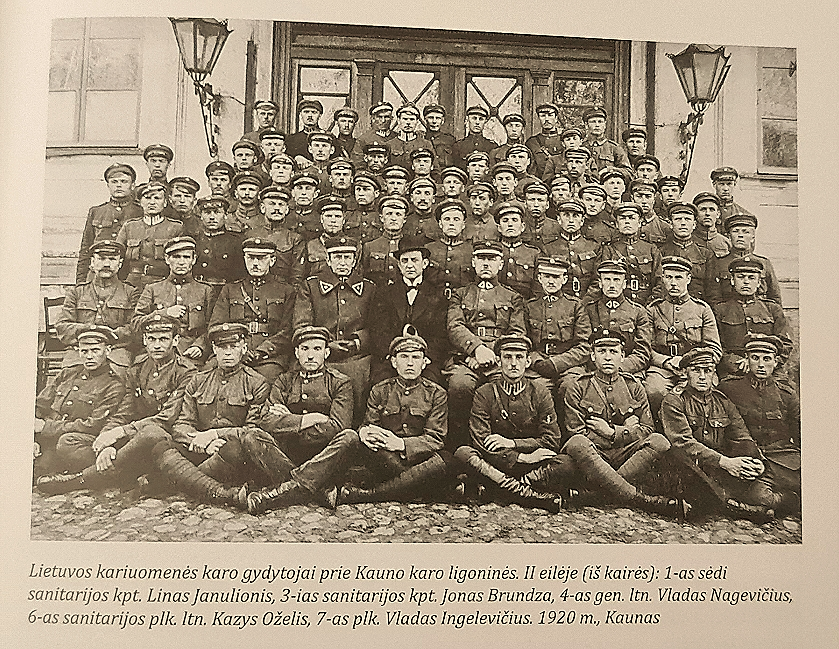 Lietuvos kariuomenės karo gydytojai prie Kauno karo ligoninės. II eilėje (iš kairės): 1-as sėdi
sanitarijos kpt. Linas Janulionis, 3-ias sanitarijos kpt. Jonas Brundza, 4-as gen. ltn. Vladas Nagevičius,
6-as sanitarijos plk. ltn. Kazys Oželis, 7-as plk. Vladas Ingelevičius. 1920 m., Kaunas